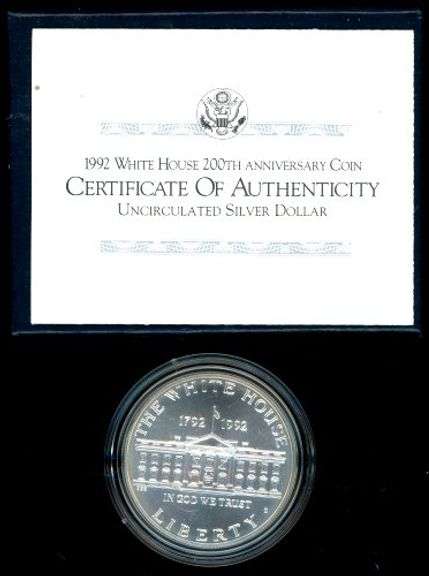 1992 WHITE HOUSE 200TH ANNIVERSARY COIN
CERTIFICATE OF AUTHENTICITY
UNCIRCULATED SILVER DOLLAR
THE WHITE HOUSE
1792 1992
IN GOD WE TRUST
LIBERTY